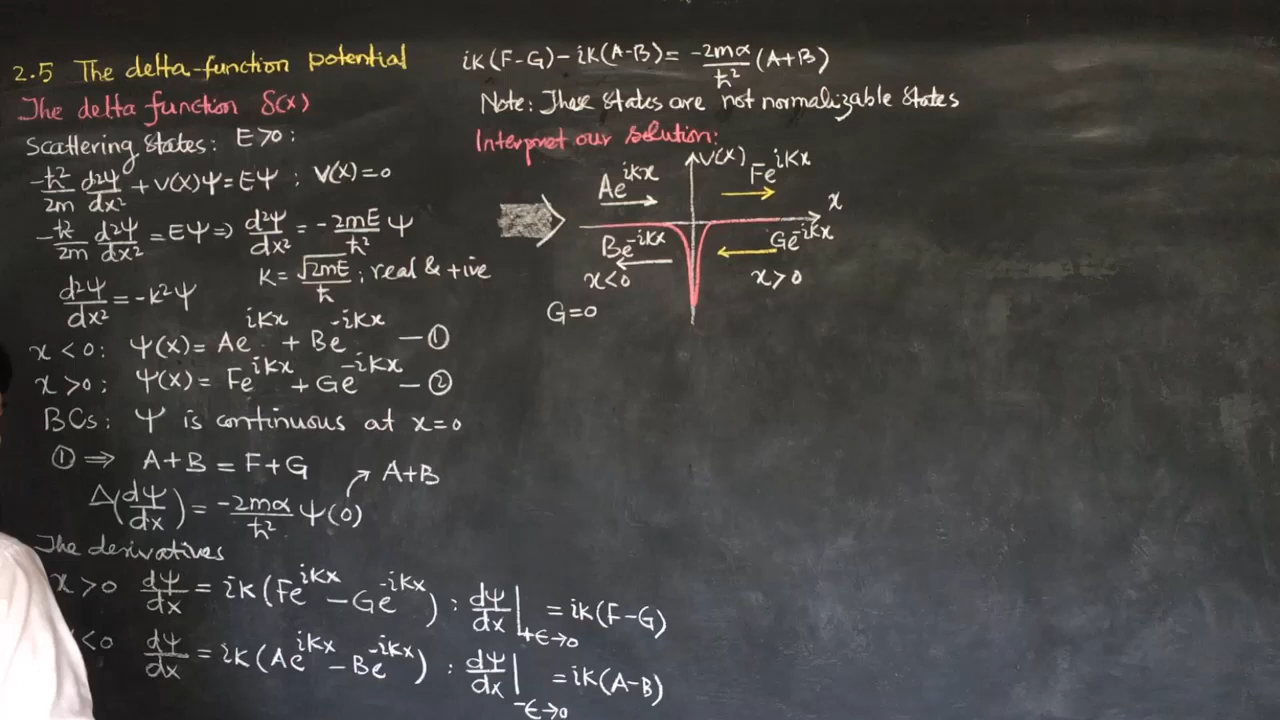 2.5 The delta-function potential
The delta function δ(x)
Scattering states: E>0:
-ħ²/2m d²ψ/dx² + V(x)ψ = Eψ ; V(x)=0
-ħ/2m d²ψ/dx² = Eψ ⇒ d²ψ/dx² = -2mE/ħ² ψ
d²ψ/dx² = -k²ψ
k = √2mE/ħ ; real & +ive
x < 0: ψ(x) = Ae^{ikx} + Be^{-ikx} — ①
x > 0; ψ(x) = Fe^{ikx} + Ge^{-ikx} — ②
BCs: ψ is continuous at x=0
① ⇒ A+B = F+G
Δ(dψ/dx) = -2mα/ħ² ψ(0) ↗ A+B
The derivatives
x>0 dψ/dx = ik(Fe^{ikx} - Ge^{-ikx}) : dψ/dx|_{+ϵ→0} = ik(F-G)
<0 dψ/dx = ik(Ae^{ikx} - Be^{-ikx}) : dψ/dx|_{-ϵ→0} = ik(A-B)
ik(F-G) - ik(A-B) = -2mα/ħ² (A+B)
Note: These states are not normalizable states
Interpret our solution:
V(x)
Ae^{ikx}
Fe^{ikx}
x
Be^{-ikx}
Ge^{-ikx}
x<0
x>0
G=0